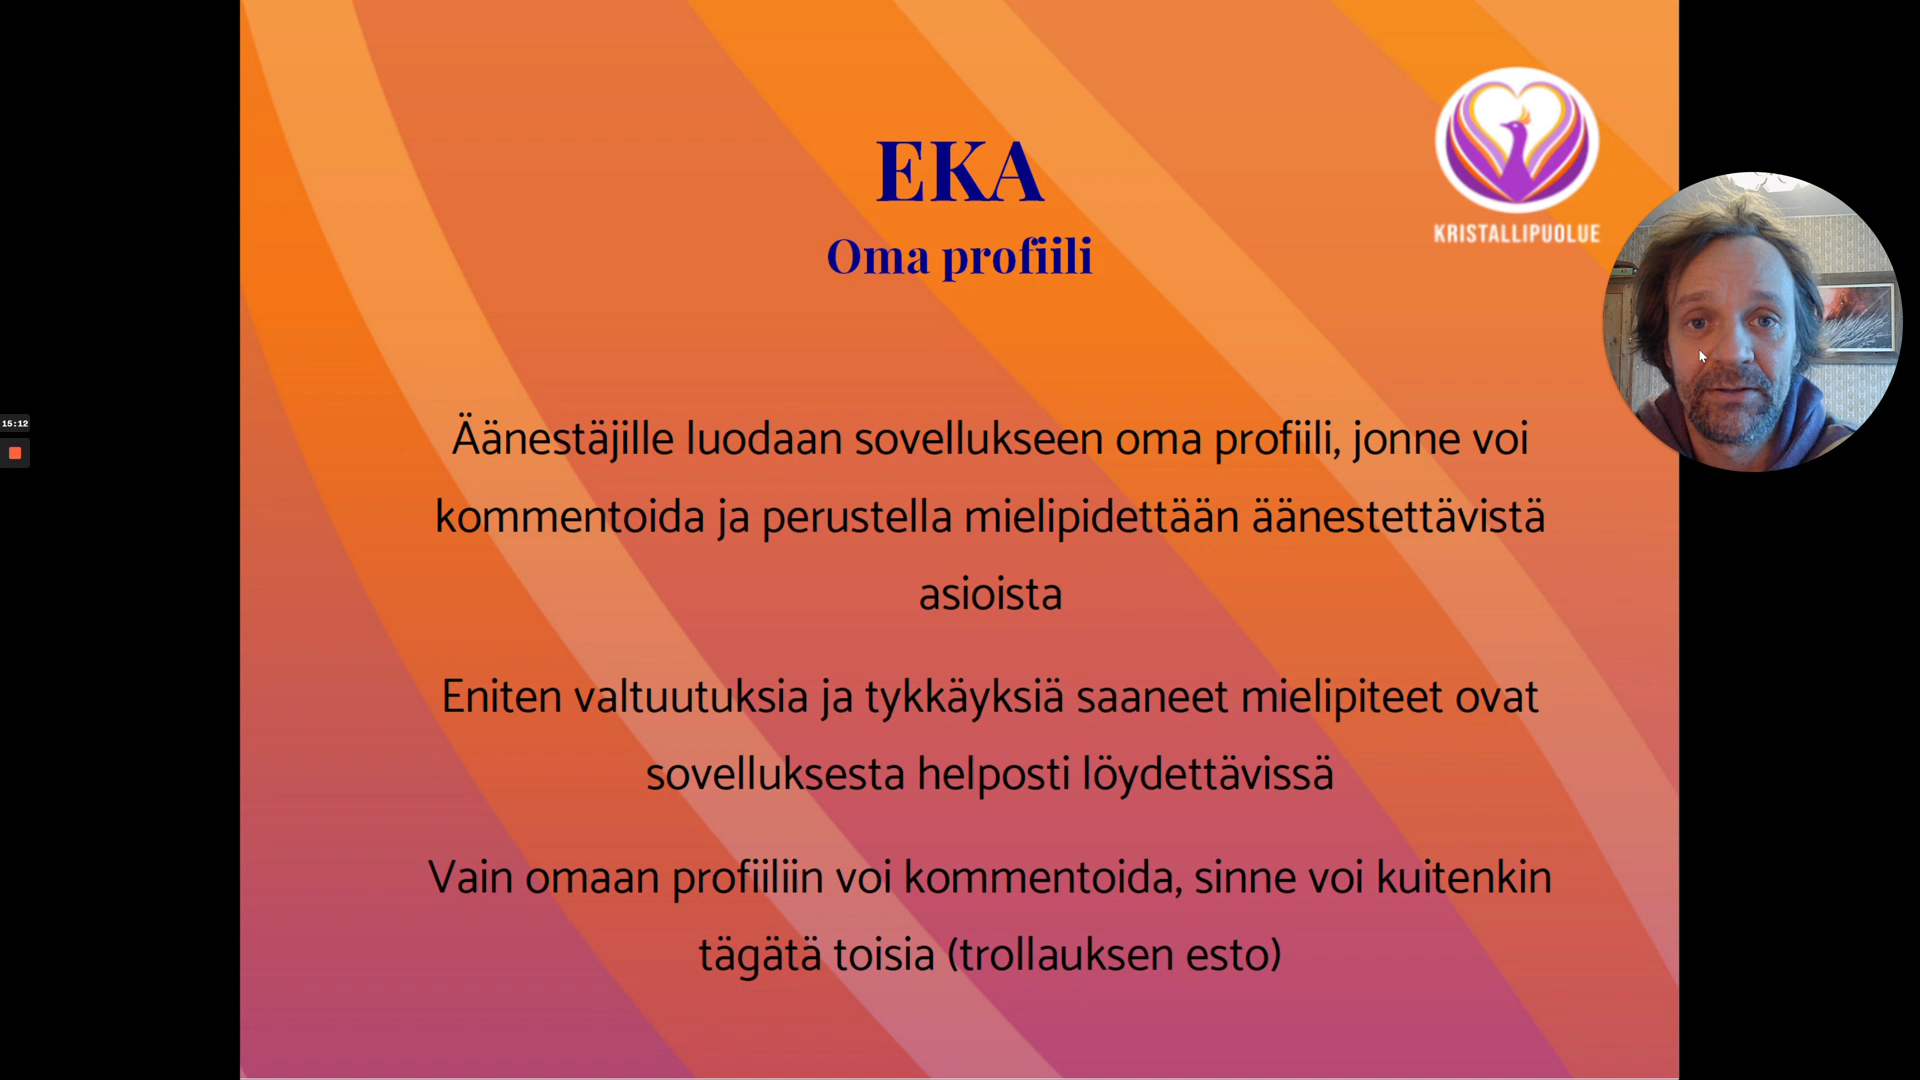 EKA
Oma profiili
KRISTALLIPUOLUE
15:12
Äänestäjille luodaan sovellukseen oma profiili, jonne voi
kommentoida ja perustella mielipidettään äänestettävistä
asioista
Eniten valtuutuksia ja tykkäyksiä saaneet mielipiteet ovat
sovelluksesta helposti löydettävissä
Vain omaan profiiliin voi kommentoida, sinne voi kuitenkin
tägätä toisia (trollauksen esto)